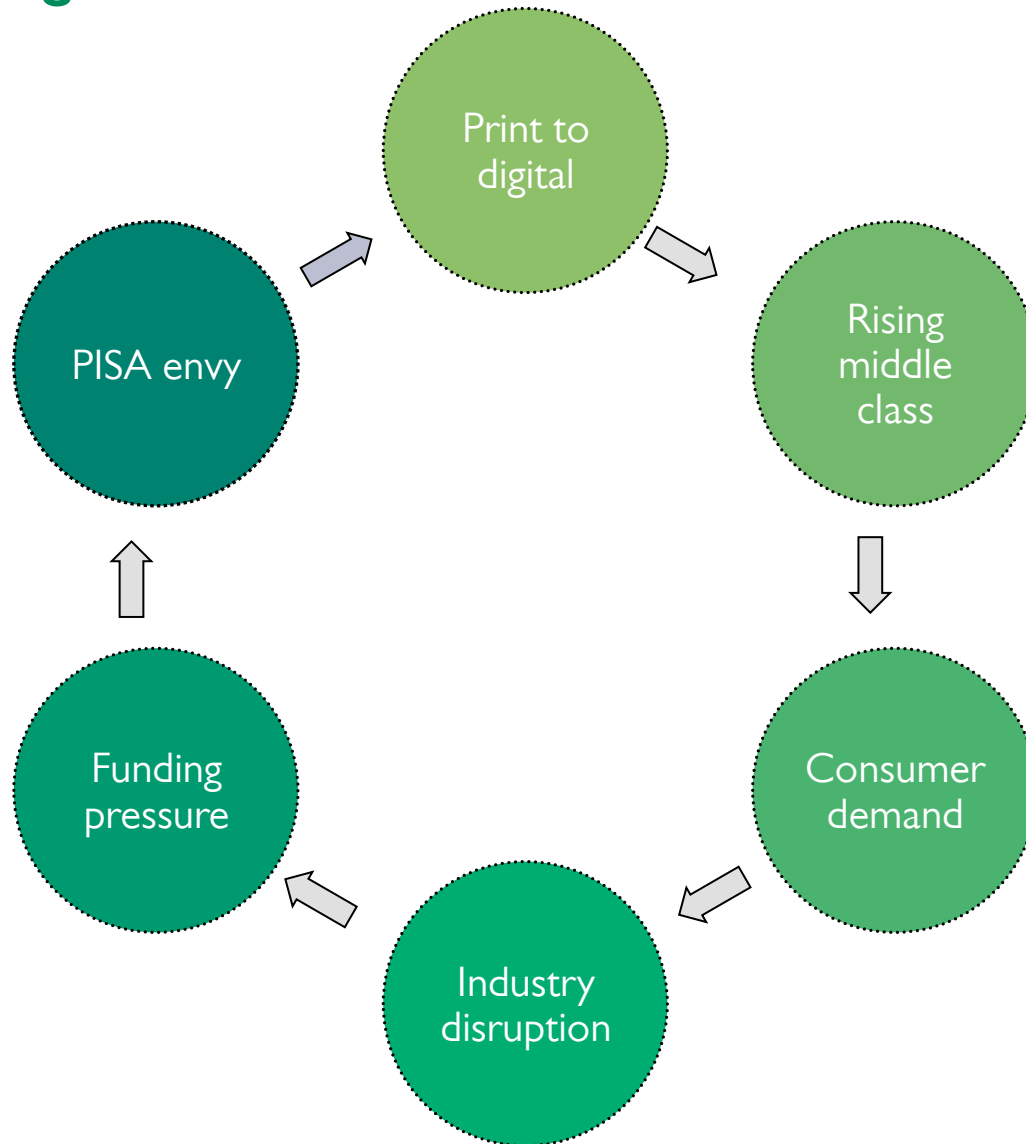 Print to
digital
Rising
middle
class
Consumer
demand
Industry
disruption
Funding
pressure
PISA envy